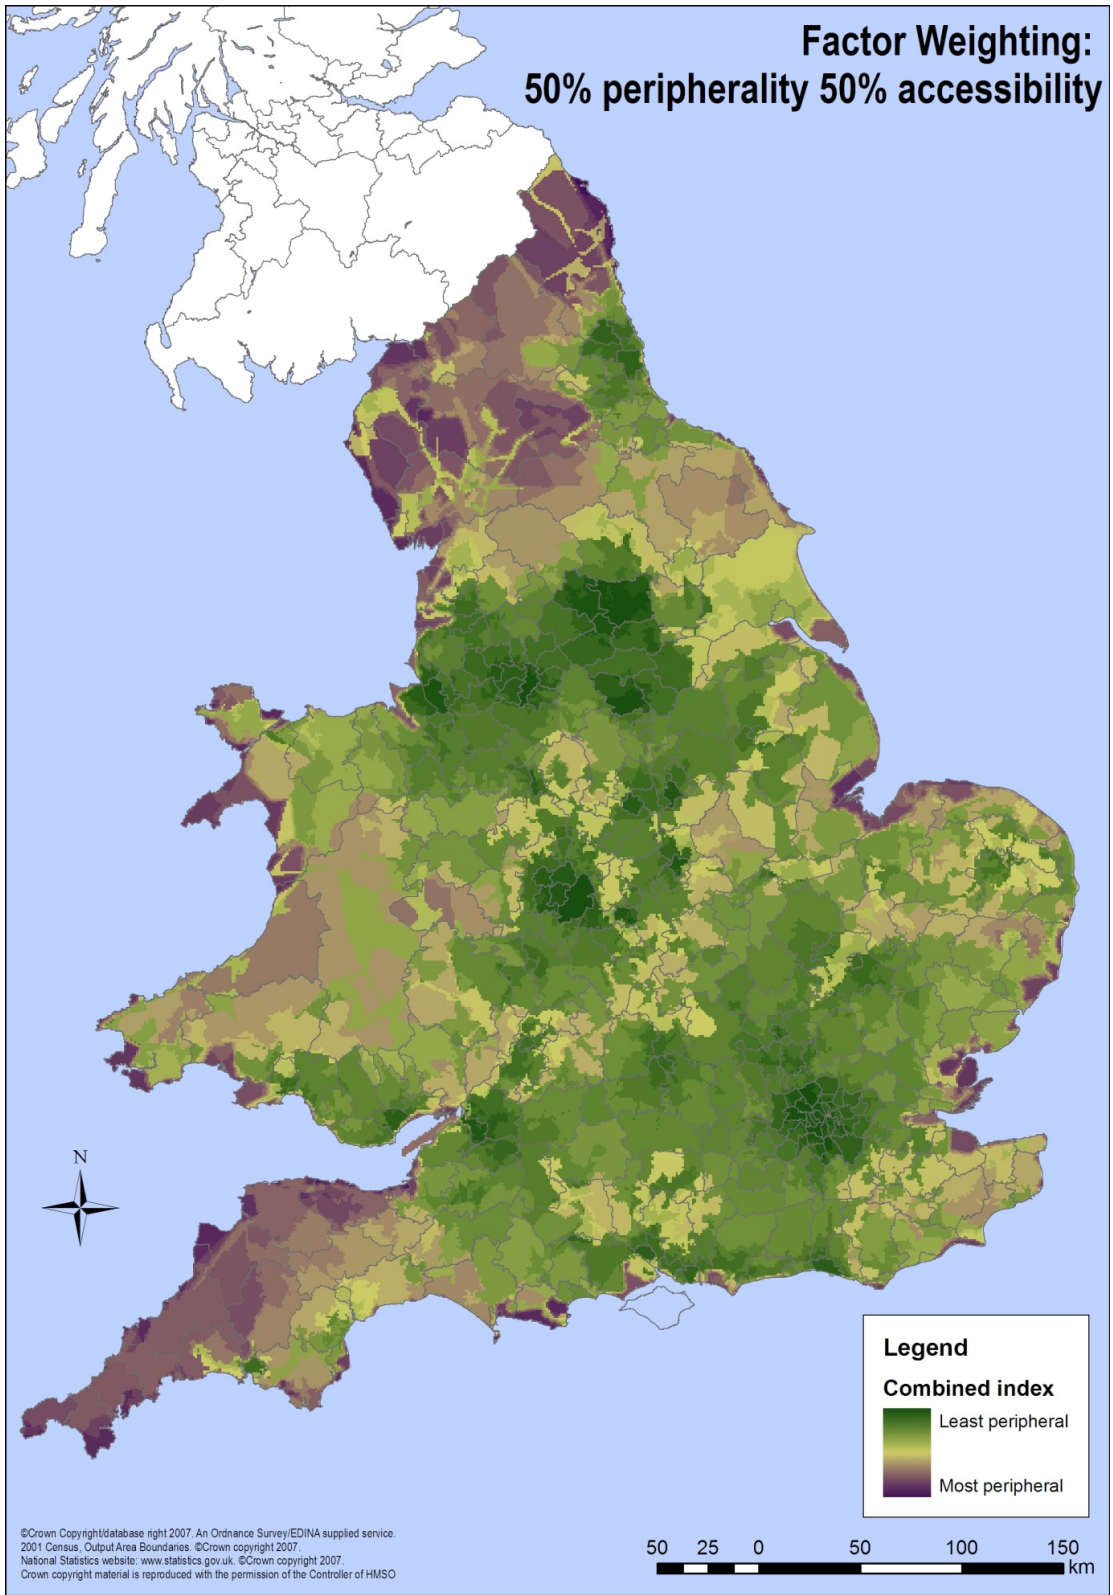 Factor Weighting:
50% peripherality 50% accessibility
N
Legend
Combined index
Least peripheral
Most peripheral
©Crown Copyright/database right 2007. An Ordnance Survey/EDINA supplied service.
2001 Census, Output Area Boundaries. ©Crown copyright 2007.
National Statistics website: www.statistics.gov.uk. ©Crown copyright 2007.
Crown copyright material is reproduced with the permission of the Controller of HMSO
50 25 0 50 100 150
km